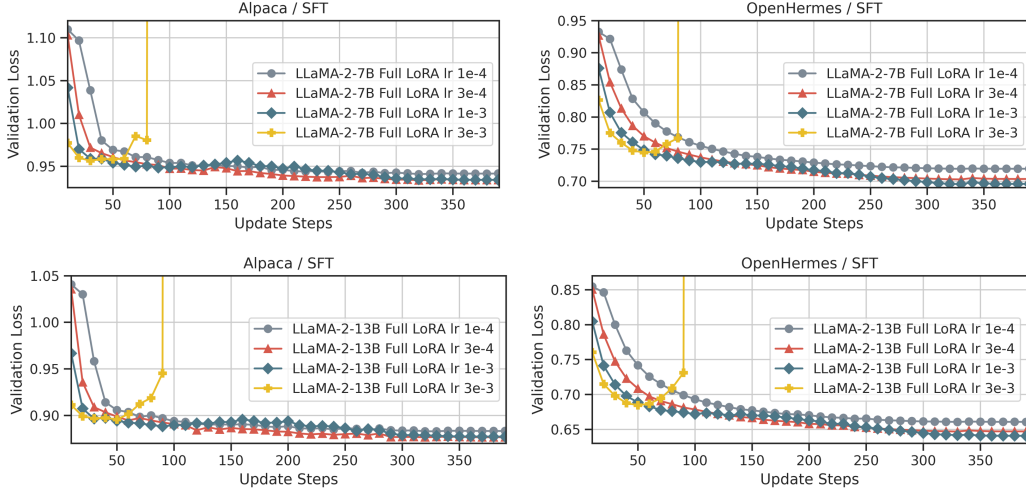 Alpaca / SFT
Validation Loss
1.10
1.05
1.00
0.95
LLaMA-2-7B Full LoRA lr 1e-4
LLaMA-2-7B Full LoRA lr 3e-4
LLaMA-2-7B Full LoRA lr 1e-3
LLaMA-2-7B Full LoRA lr 3e-3
50 100 150 200 250 300 350
Update Steps
OpenHermes / SFT
Validation Loss
0.95
0.90
0.85
0.80
0.75
0.70
LLaMA-2-7B Full LoRA lr 1e-4
LLaMA-2-7B Full LoRA lr 3e-4
LLaMA-2-7B Full LoRA lr 1e-3
LLaMA-2-7B Full LoRA lr 3e-3
50 100 150 200 250 300 350
Update Steps
Alpaca / SFT
Validation Loss
1.05
1.00
0.95
0.90
LLaMA-2-13B Full LoRA lr 1e-4
LLaMA-2-13B Full LoRA lr 3e-4
LLaMA-2-13B Full LoRA lr 1e-3
LLaMA-2-13B Full LoRA lr 3e-3
50 100 150 200 250 300 350
Update Steps
OpenHermes / SFT
Validation Loss
0.85
0.80
0.75
0.70
0.65
LLaMA-2-13B Full LoRA lr 1e-4
LLaMA-2-13B Full LoRA lr 3e-4
LLaMA-2-13B Full LoRA lr 1e-3
LLaMA-2-13B Full LoRA lr 3e-3
50 100 150 200 250 300 350
Update Steps